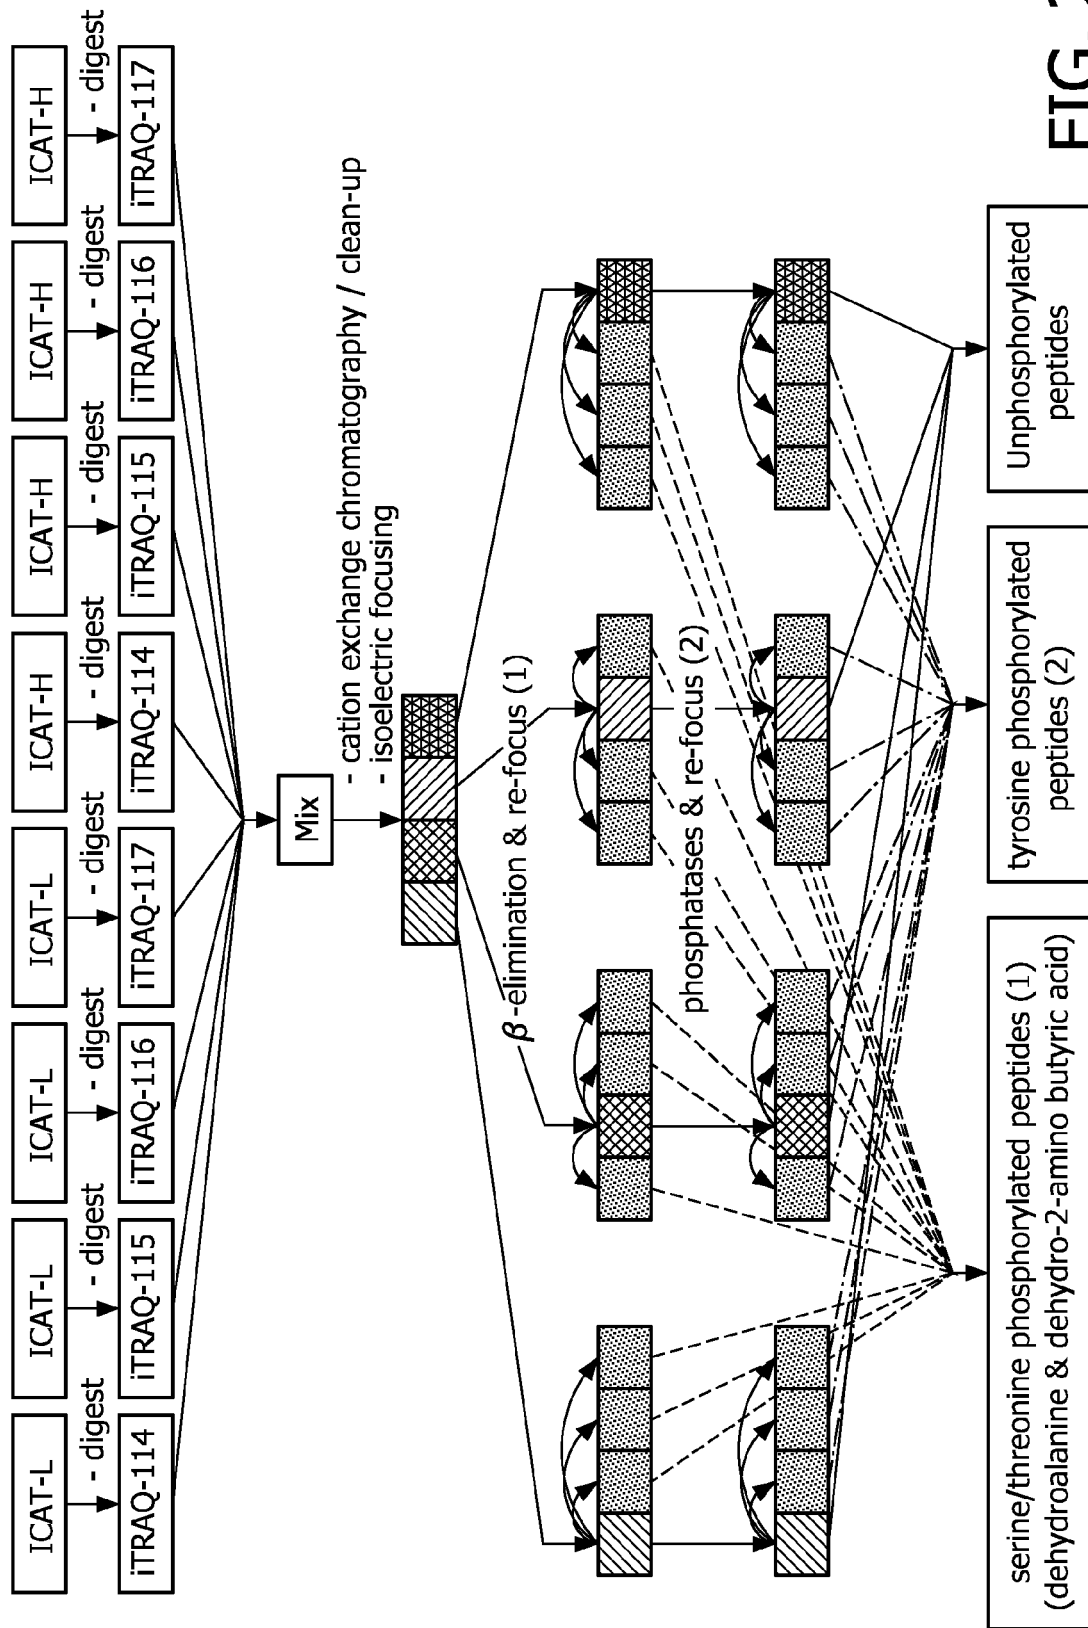 ICAT-L
ICAT-L
ICAT-L
ICAT-L
ICAT-H
ICAT-H
ICAT-H
ICAT-H
- digest
- digest
- digest
- digest
- digest
- digest
- digest
- digest
iTRAQ-114
iTRAQ-115
iTRAQ-116
iTRAQ-117
iTRAQ-114
iTRAQ-115
iTRAQ-116
iTRAQ-117
Mix
- cation exchange chromatography / clean-up
- isoelectric focusing
β-elimination & re-focus (1)
phosphatases & re-focus (2)
serine/threonine phosphorylated peptides (1)
(dehydroalanine & dehydro-2-amino butyric acid)
tyrosine phosphorylated
peptides (2)
Unphosphorylated
peptides
FIG.